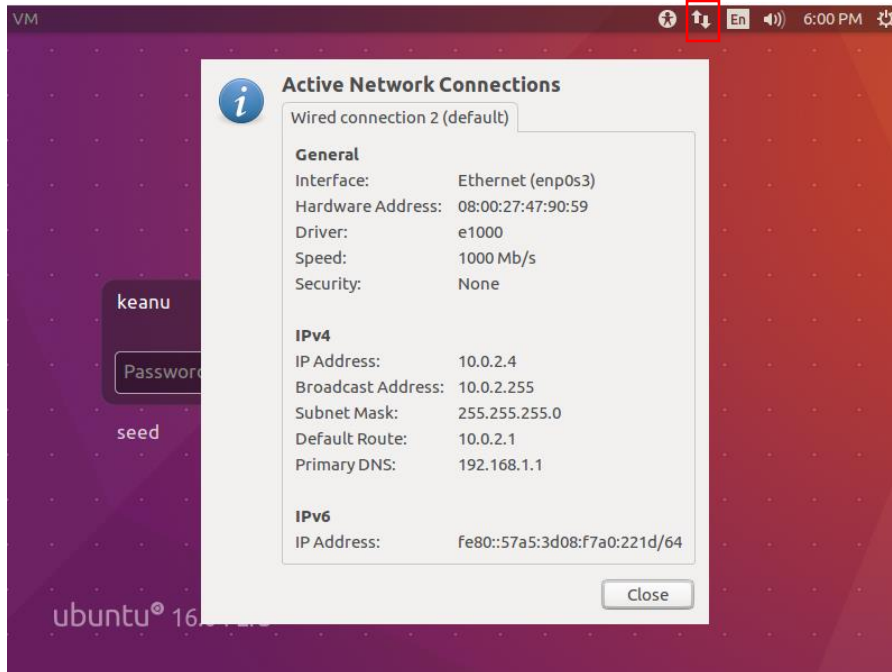 VM En 6:00 PM
Active Network Connections
Wired connection 2 (default)
General
Interface: Ethernet (enp0s3)
Hardware Address: 08:00:27:47:90:59
Driver: e1000
Speed: 1000 Mb/s
Security: None
keanu
IPv4
IP Address: 10.0.2.4
Password
Broadcast Address: 10.0.2.255
Subnet Mask: 255.255.255.0
seed
Default Route: 10.0.2.1
Primary DNS: 192.168.1.1
IPv6
IP Address: fe80::57a5:3d08:f7a0:221d/64
Close
ubuntu® 16.